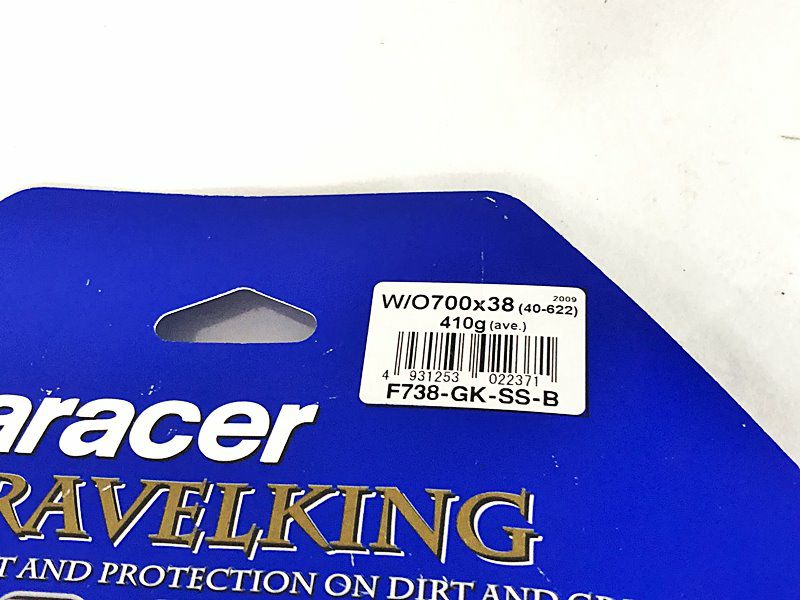 2009
W/O700x38 (40-622)
410g (ave.)
4 931253 022371
F738-GK-SS-B
aracer
RAVELKING
T AND PROTECTION ON DIRT AND GR